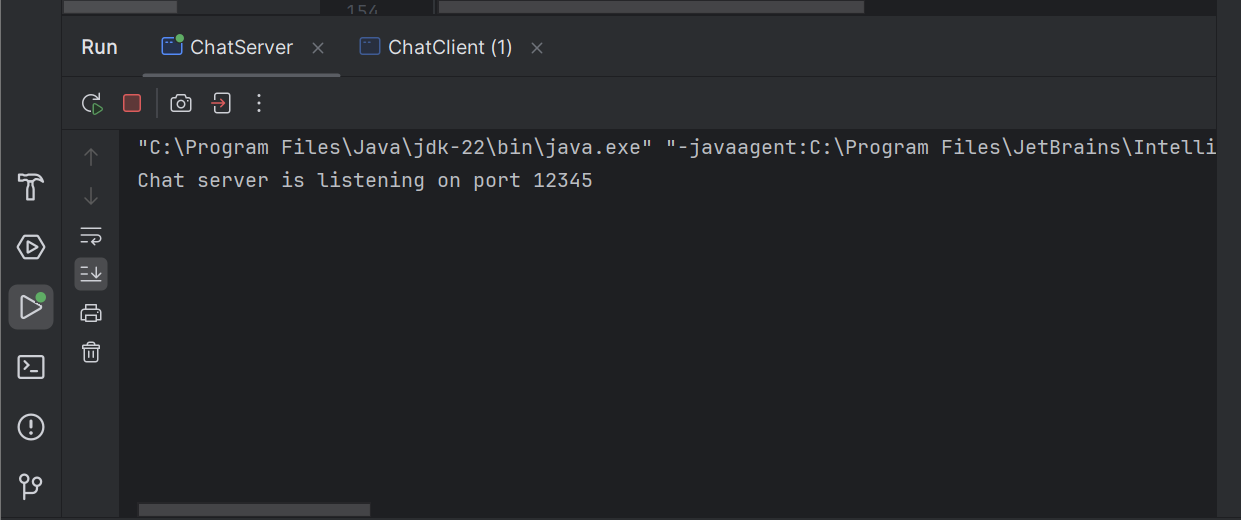 154
Run ChatServer ChatClient (1)
"C:\Program Files\Java\jdk-22\bin\java.exe" "-javaagent:C:\Program Files\JetBrains\Intelli
Chat server is listening on port 12345